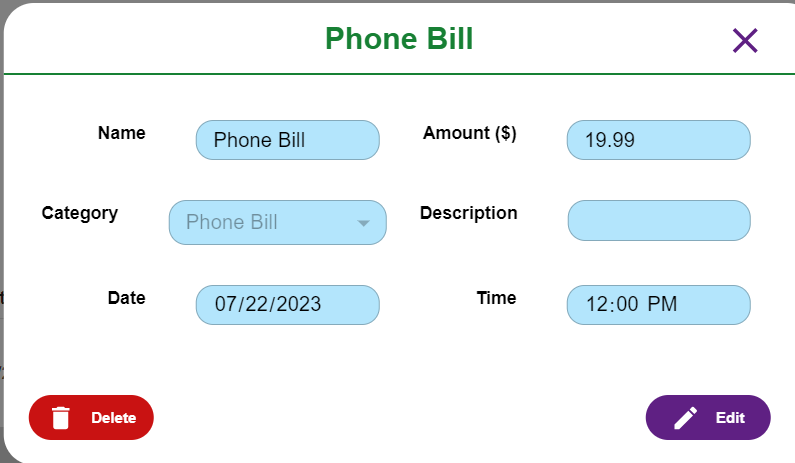 Phone Bill
Name Phone Bill Amount ($) 19.99
Category Phone Bill Description
Date 07/22/2023 Time 12:00 PM
Delete Edit